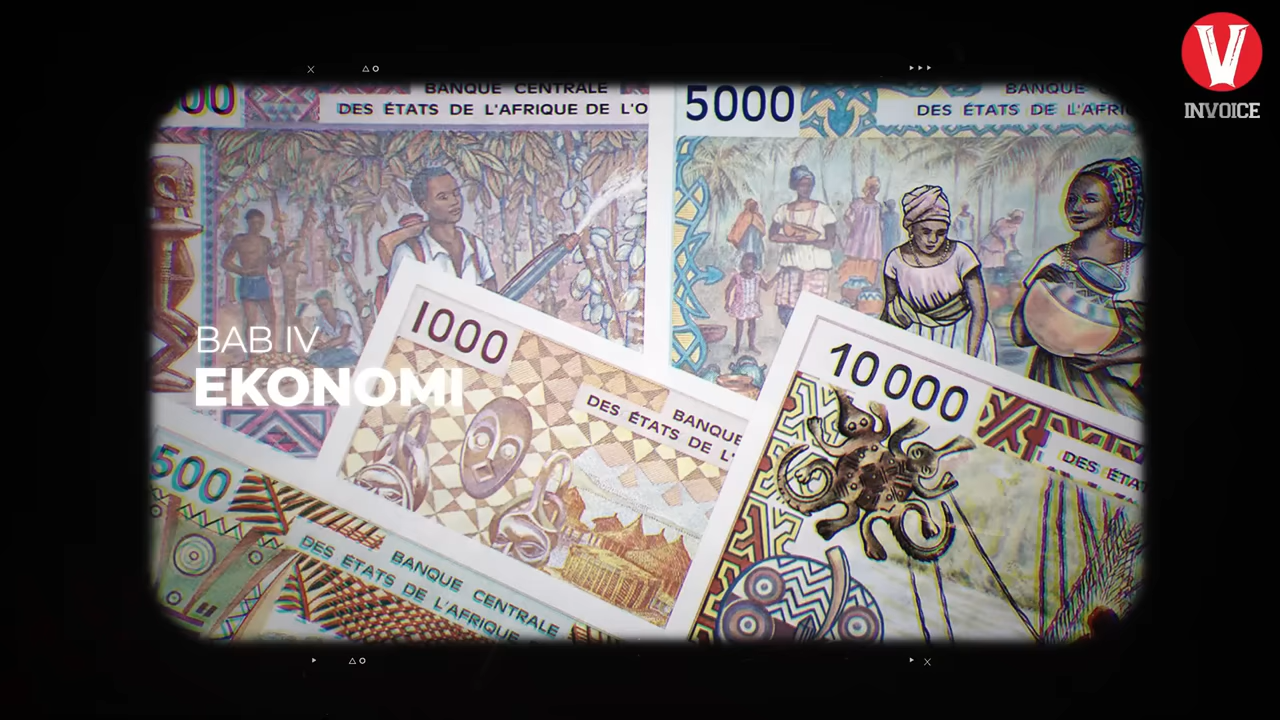 V
INVOICE
BANQUE CENTRALE
DES ÉTATS DE L'AFRIQUE DE L'O
5000
BANQUE
DES ÉTATS DE L'AFRI
BAB IV
EKONOMI
1000
BANQUE
DES ÉTATS DE L'
10 000
DES ÉTA
500
BANQUE CENTRALE
DES ÉTATS DE L'AFRIQUE